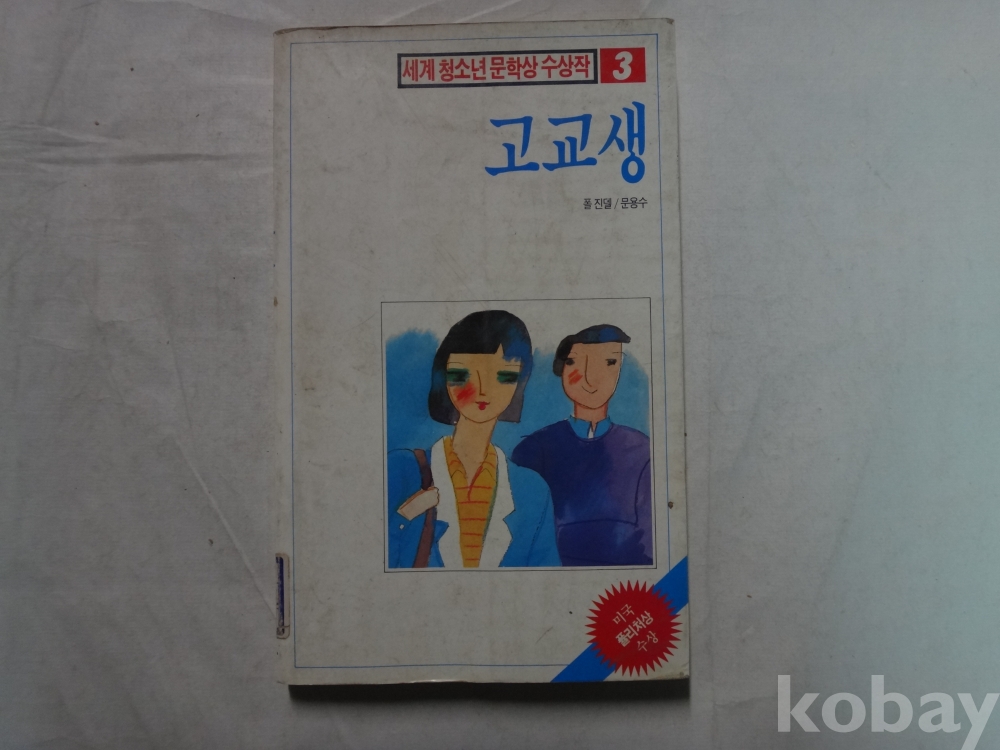 세계 청소년 문학상 수상작 3
고교생
폴 진델 / 문용수
미국
퓰리처상
수상
kobay